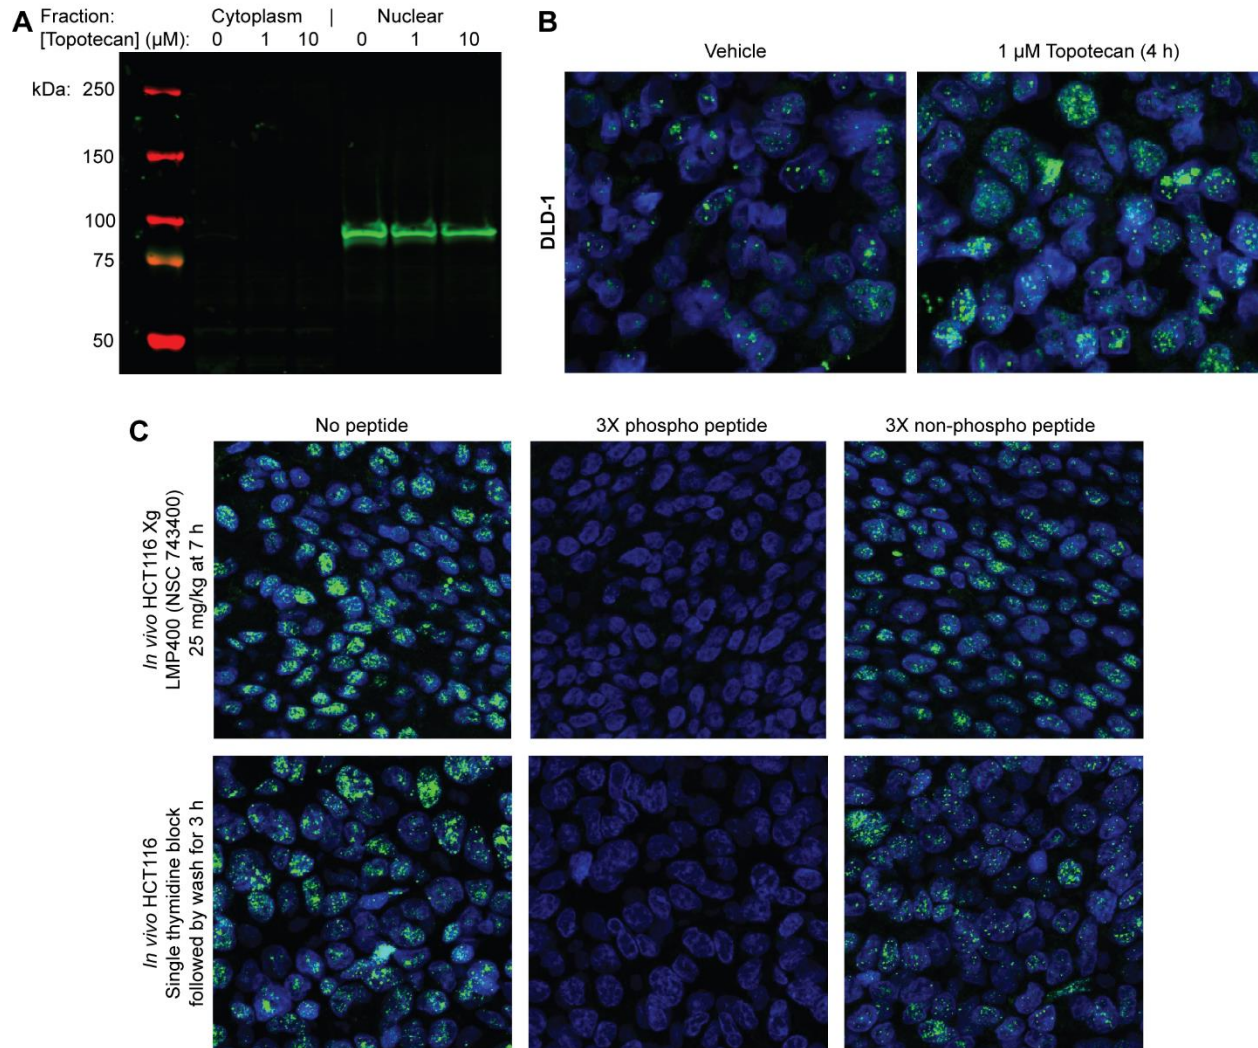 A
Fraction: Cytoplasm | Nuclear
[Topotecan] (µM): 0 1 10 0 1 10
kDa: 250
150
100
75
50
B
Vehicle 1 µM Topotecan (4 h)
DLD-1
C
No peptide 3X phospho peptide 3X non-phospho peptide
In vivo HCT116 Xg
LMP400 (NSC 743400)
25 mg/kg at 7 h
In vivo HCT116
Single thymidine block
followed by wash for 3 h